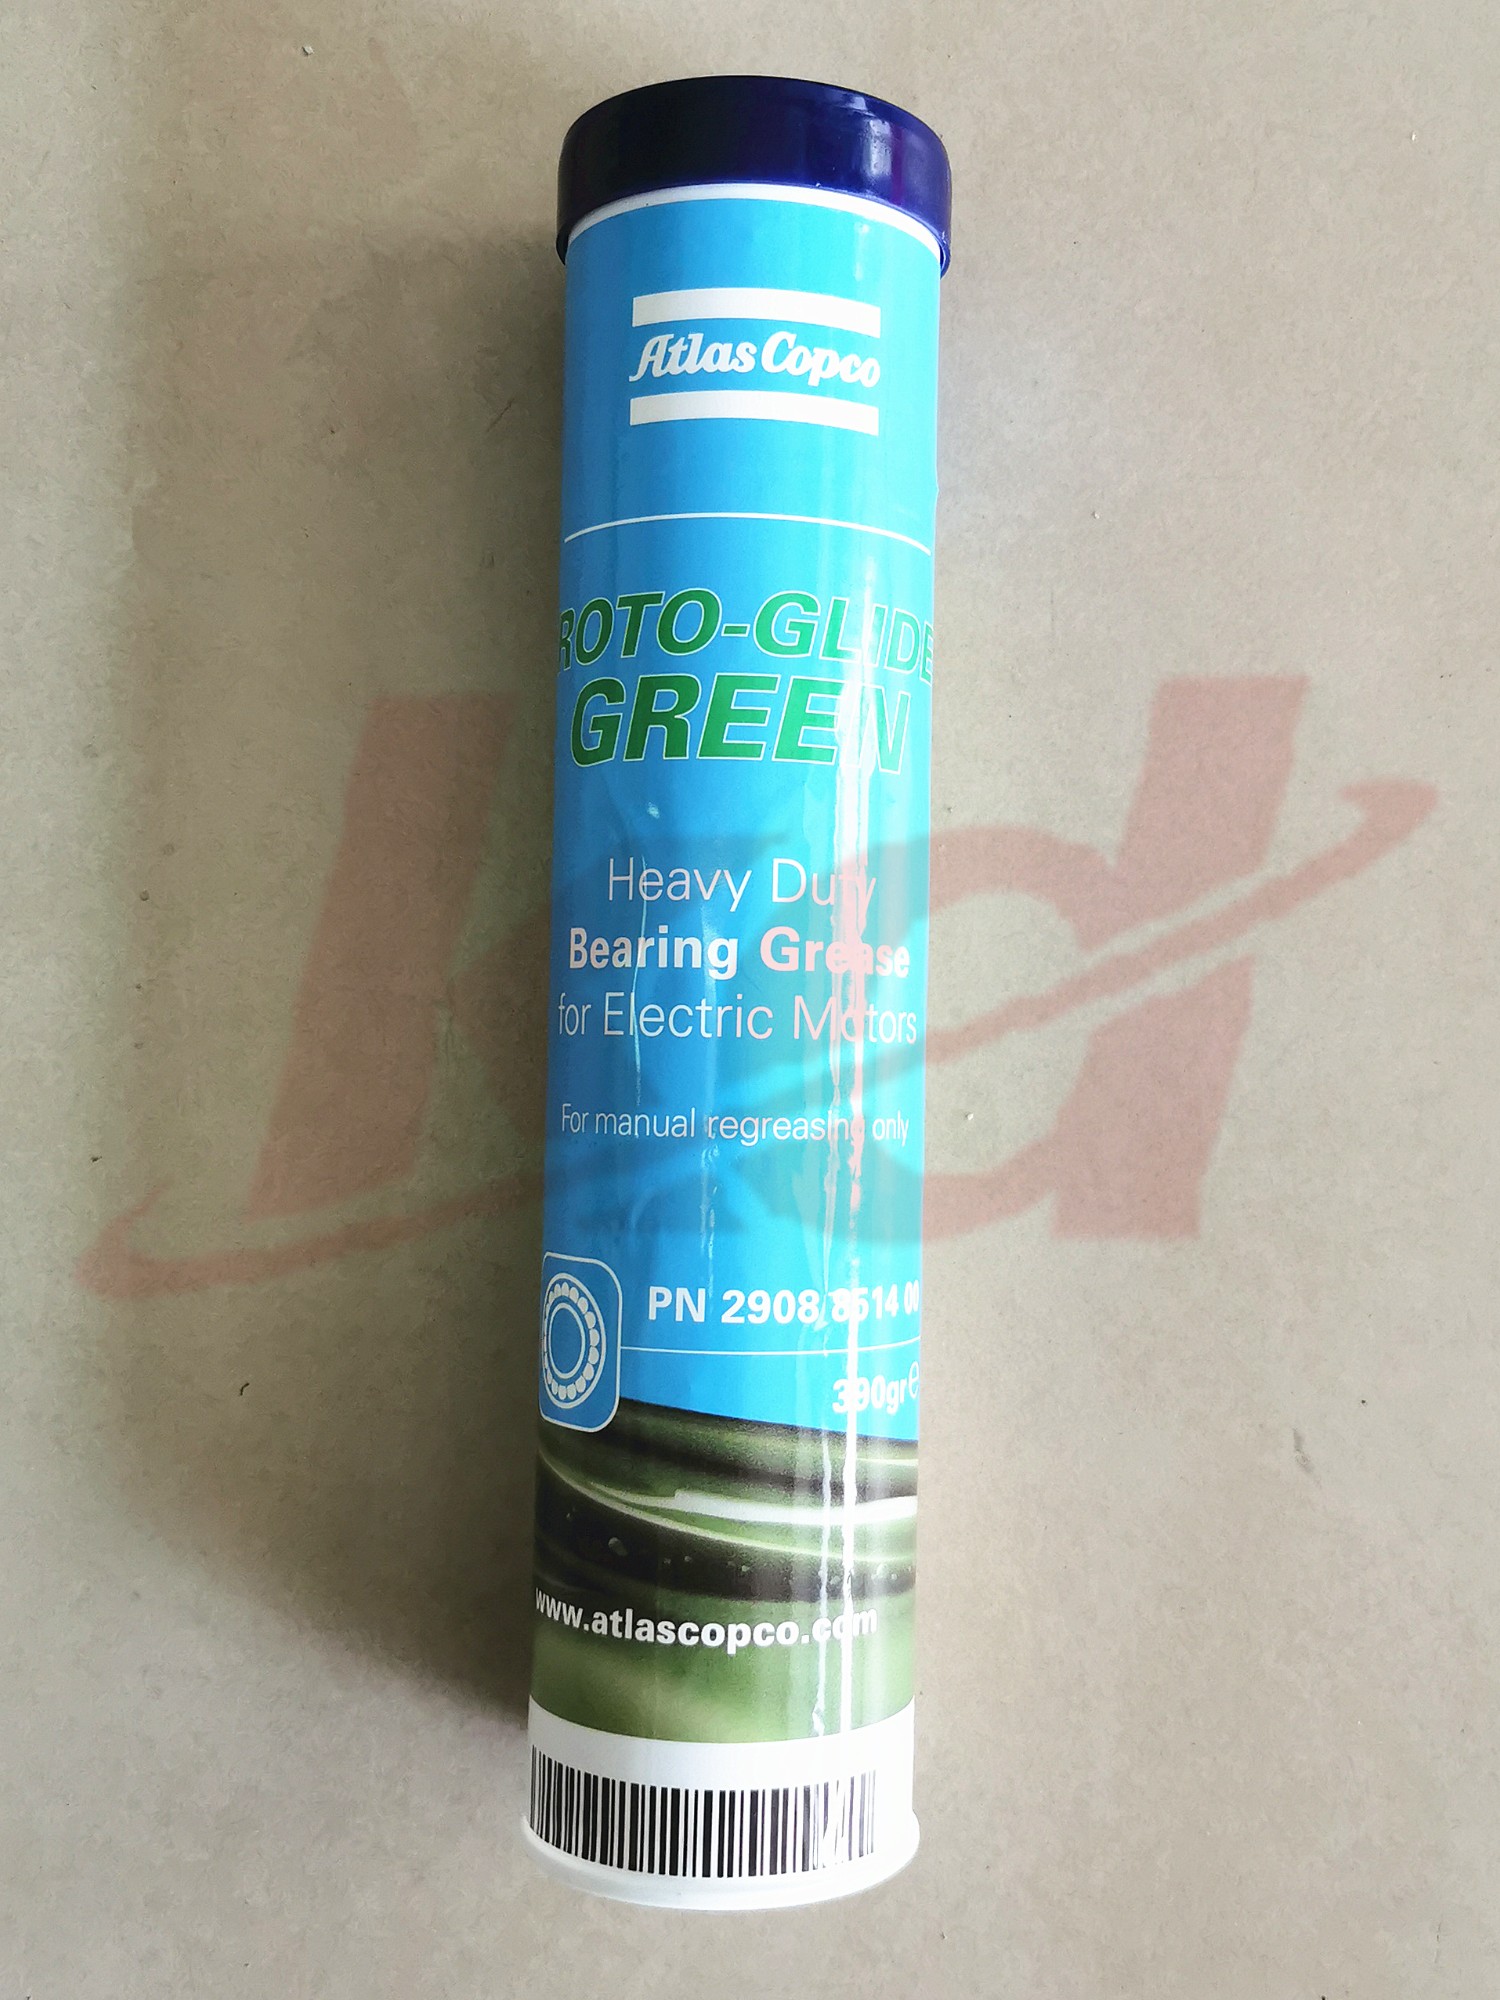 Atlas Copco
ROTO-GLIDE
GREEN
Heavy Duty
Bearing Grease
for Electric Motors
For manual regreasing only
PN 2908 8514 00
390gr e
www.atlascopco.com